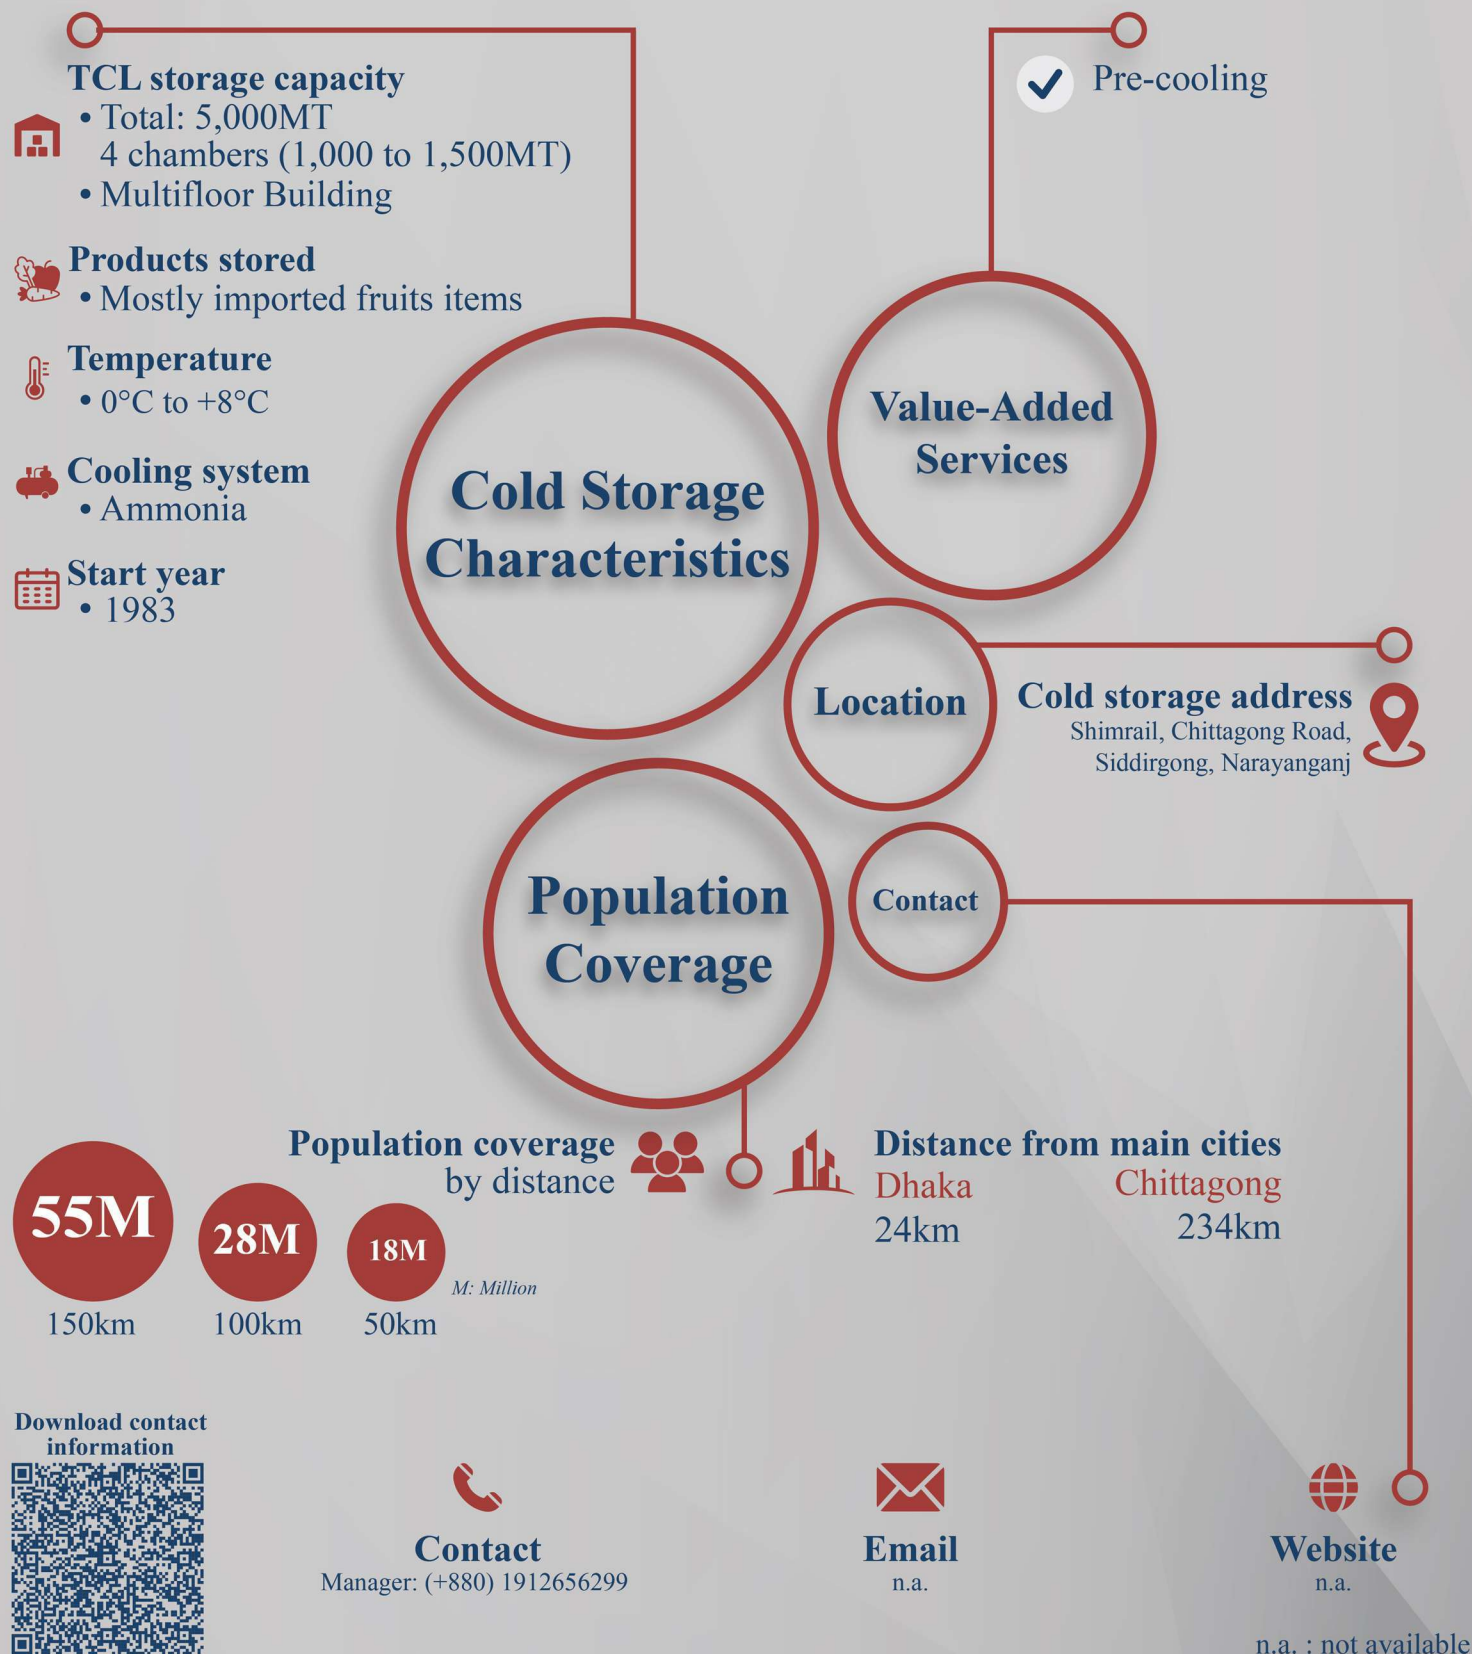 TCL storage capacity
• Total: 5,000MT
4 chambers (1,000 to 1,500MT)
• Multifloor Building
Products stored
• Mostly imported fruits items
Temperature
• 0°C to +8°C
Cooling system
• Ammonia
Start year
• 1983
Pre-cooling
Value-Added
Services
Cold Storage
Characteristics
Location
Cold storage address
Shimrail, Chittagong Road,
Siddirgong, Narayanganj
Population
Coverage
Contact
Population coverage
by distance
55M
28M
18M
M: Million
150km
100km
50km
Distance from main cities
Dhaka
Chittagong
24km
234km
Download contact
information
Contact
Manager: (+880) 1912656299
Email
n.a.
Website
n.a.
n.a. : not available